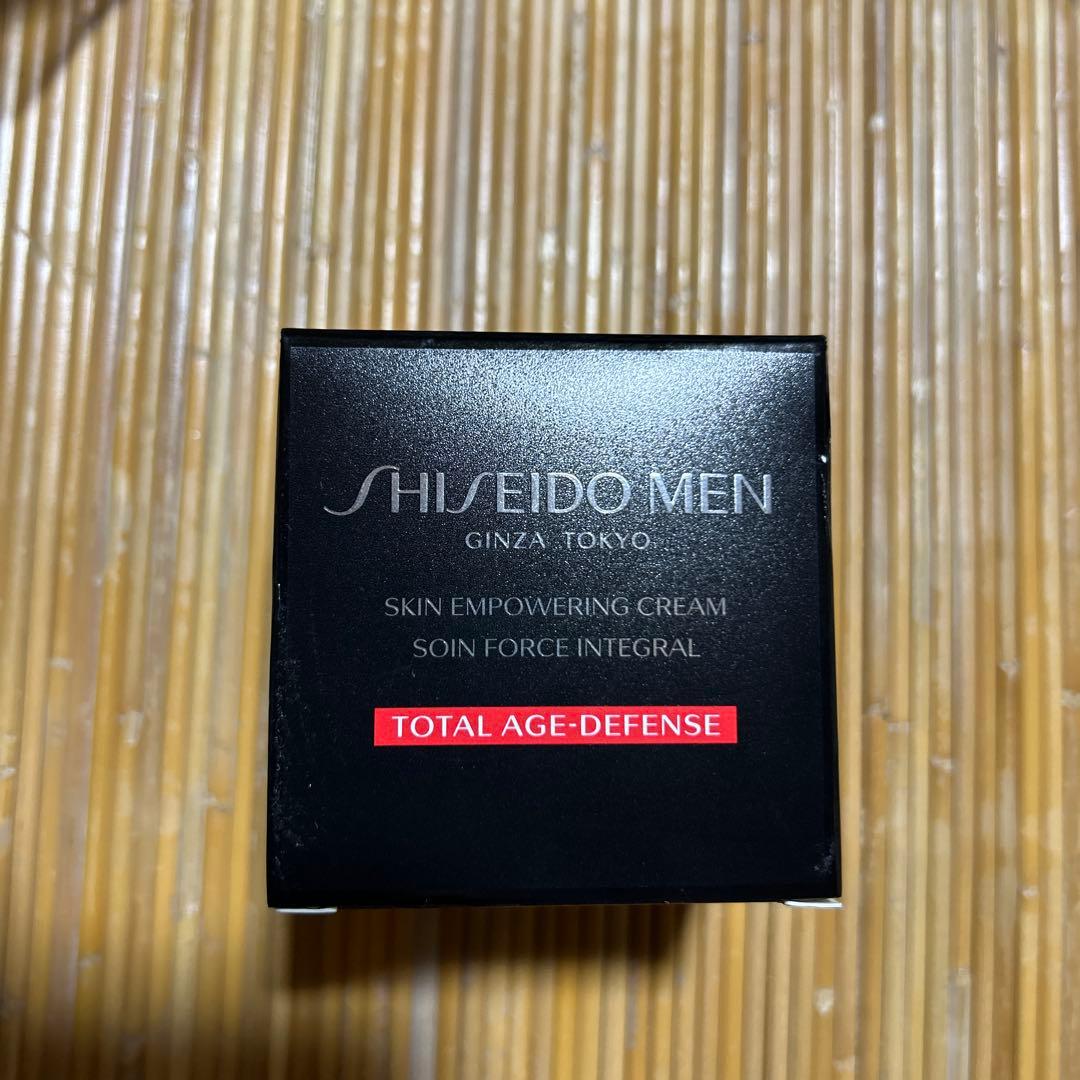 SHISEIDO MEN
GINZA TOKYO
SKIN EMPOWERING CREAM
SOIN FORCE INTEGRAL
TOTAL AGE-DEFENSE